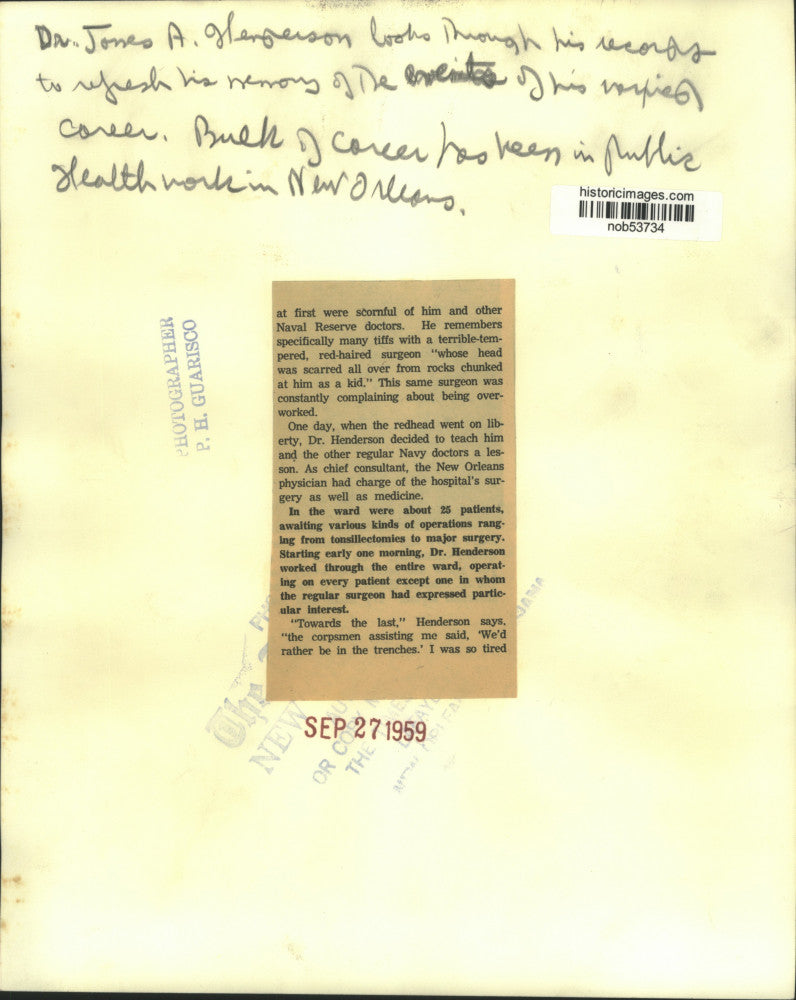 Dr. James A. Henderson looks through his records
to refresh his memory of the events of his varied
career. Bulk of career has been in public
Health work in New Orleans.
historicimages.com
nob53734
PHOTOGRAPHER
P. H. GUARISCO
at first were scornful of him and other
Naval Reserve doctors. He remembers
specifically many tiffs with a terrible-tem-
pered, red-haired surgeon "whose head
was scarred all over from rocks chunked
at him as a kid." This same surgeon was
constantly complaining about being over-
worked.
One day, when the redhead went on lib-
erty, Dr. Henderson decided to teach him
and the other regular Navy doctors a les-
son. As chief consultant, the New Orleans
physician had charge of the hospital's sur-
gery as well as medicine.
In the ward were about 25 patients,
awaiting various kinds of operations rang-
ing from tonsillectomies to major surgery.
Starting early one morning, Dr. Henderson
worked through the entire ward, operat-
ing on every patient except one in whom
the regular surgeon had expressed partic-
ular interest.
"Towards the last," Henderson says.
"the corpsmen assisting me said, 'We'd
rather be in the trenches.' I was so tired
The
NEW
OR COPY
THE
SEP 27 1959